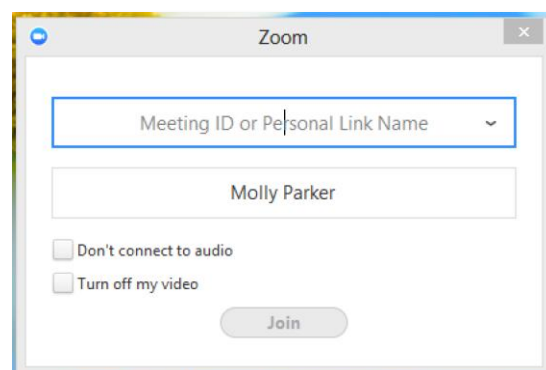 Zoom
Meeting ID or Personal Link Name
Molly Parker
Don't connect to audio
Turn off my video
Join